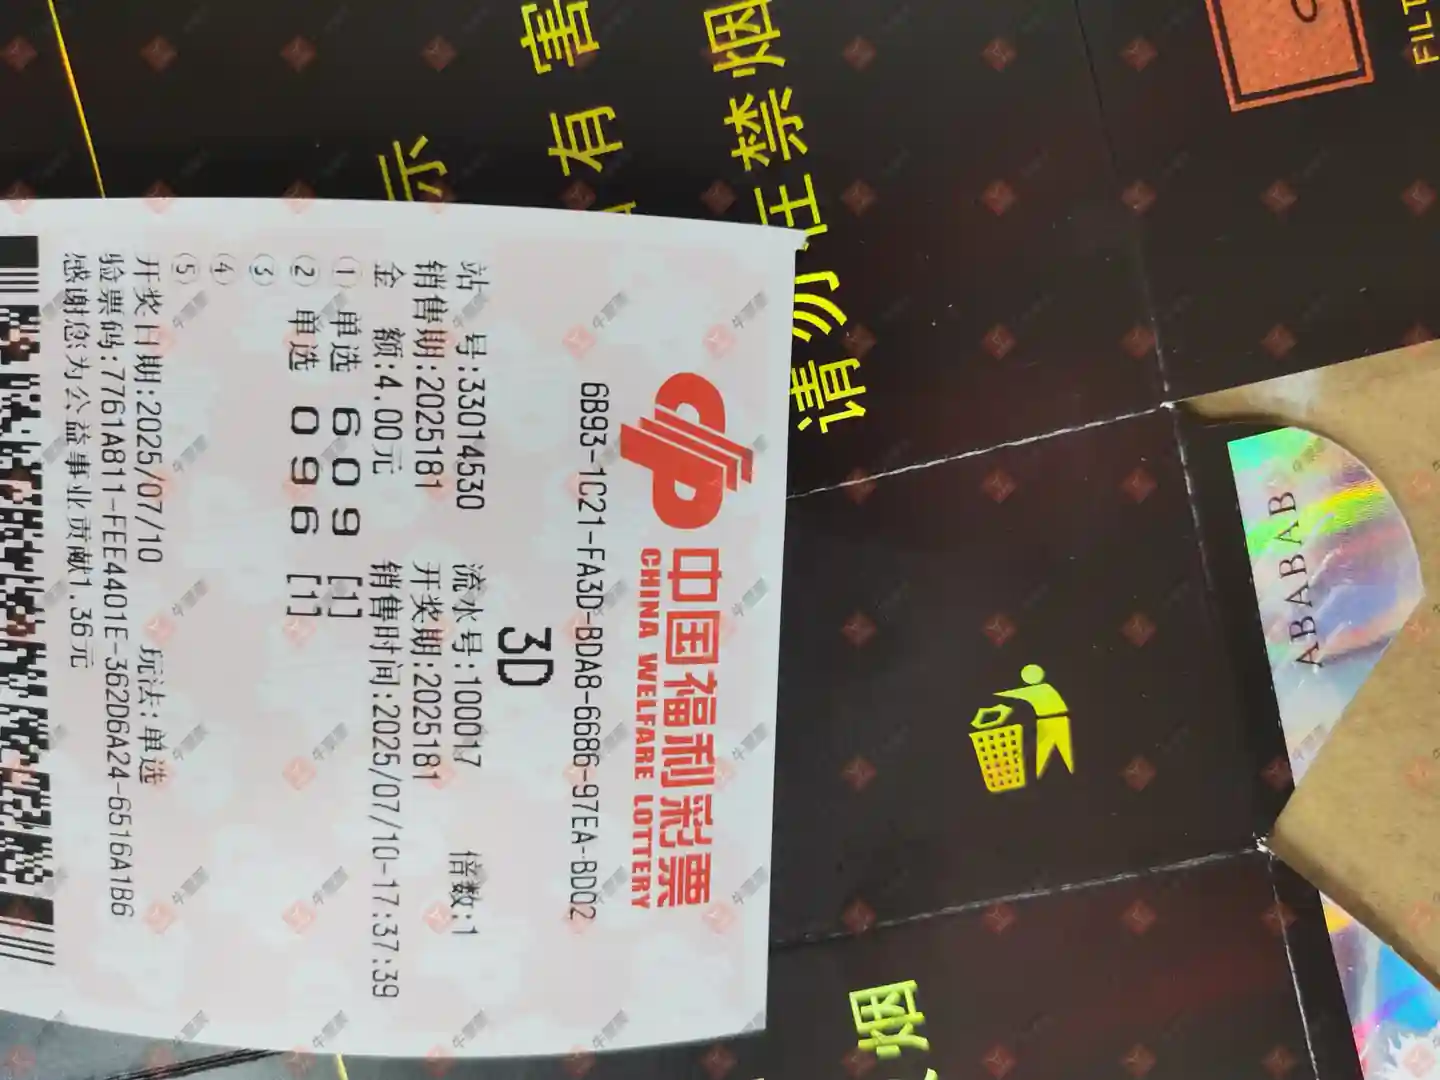 中国福利彩票
CHINA WELFARE LOTTERY
6B93-1C21-FA3D-BDA8-6686-97EA-BD02
3D
站 号:33014530 流水号:100017 倍数:1
销售期:2025181 开奖期:2025181
金 额:4.00元 销售时间:2025/07/10-17:37:39
① 单选 6 0 9 [1]
② 单选 0 9 6 [1]
③
④
⑤
开奖日期:2025/07/10 玩法:单选
验票码:7761A811-FEE4401E-362D6A24-6516A1B6
感谢您为公益事业贡献1.36元
示
有害
请勿在禁烟
烟
FILT
ABABAB